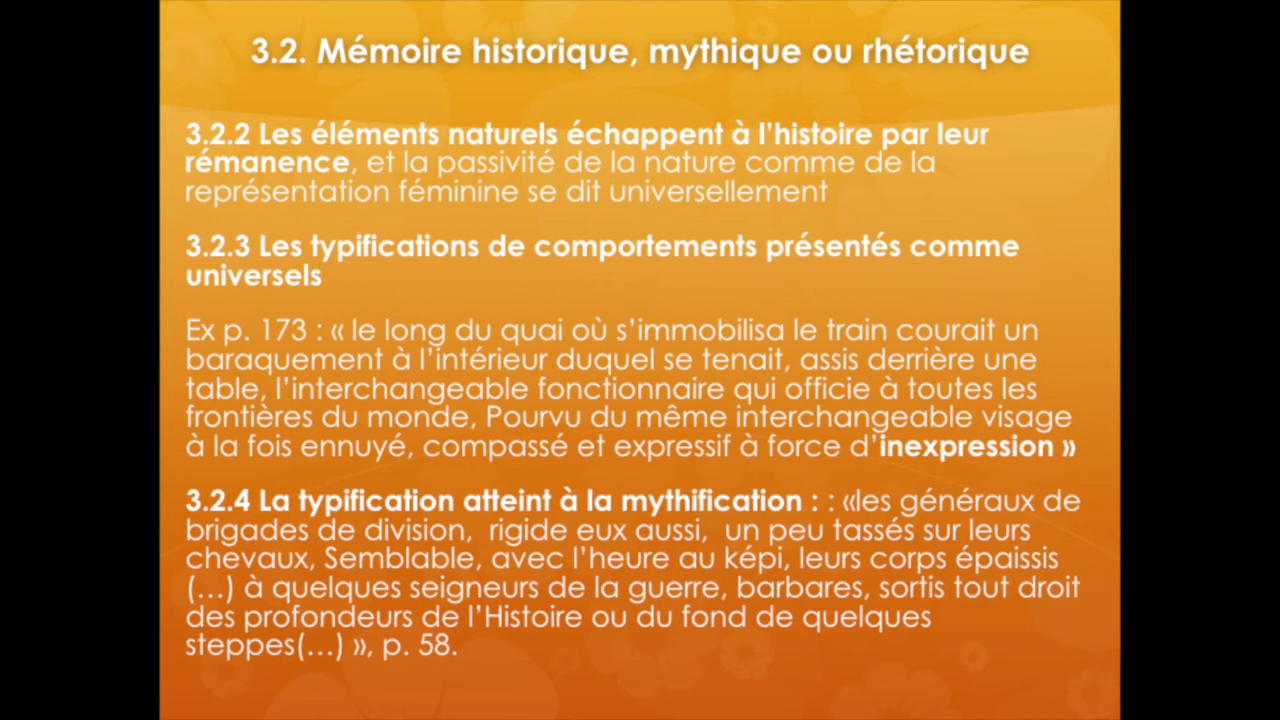 3.2. Mémoire historique, mythique ou rhétorique
3.2.2 Les éléments naturels échappent à l’histoire par leur
rémanence, et la passivité de la nature comme de la
représentation féminine se dit universellement
3.2.3 Les typifications de comportements présentés comme
universels
Ex p. 173 : « le long du quai où s’immobilisa le train courait un
baraquement à l’intérieur duquel se tenait, assis derrière une
table, l’interchangeable fonctionnaire qui officie à toutes les
frontières du monde, Pourvu du même interchangeable visage
à la fois ennuyé, compassé et expressif à force d’inexpression »
3.2.4 La typification atteint à la mythification : : «les généraux de
brigades de division, rigide eux aussi, un peu tassés sur leurs
chevaux, Semblable, avec l’heure au képi, leurs corps épaissis
(…) à quelques seigneurs de la guerre, barbares, sortis tout droit
des profondeurs de l’Histoire ou du fond de quelques
steppes(…) », p. 58.